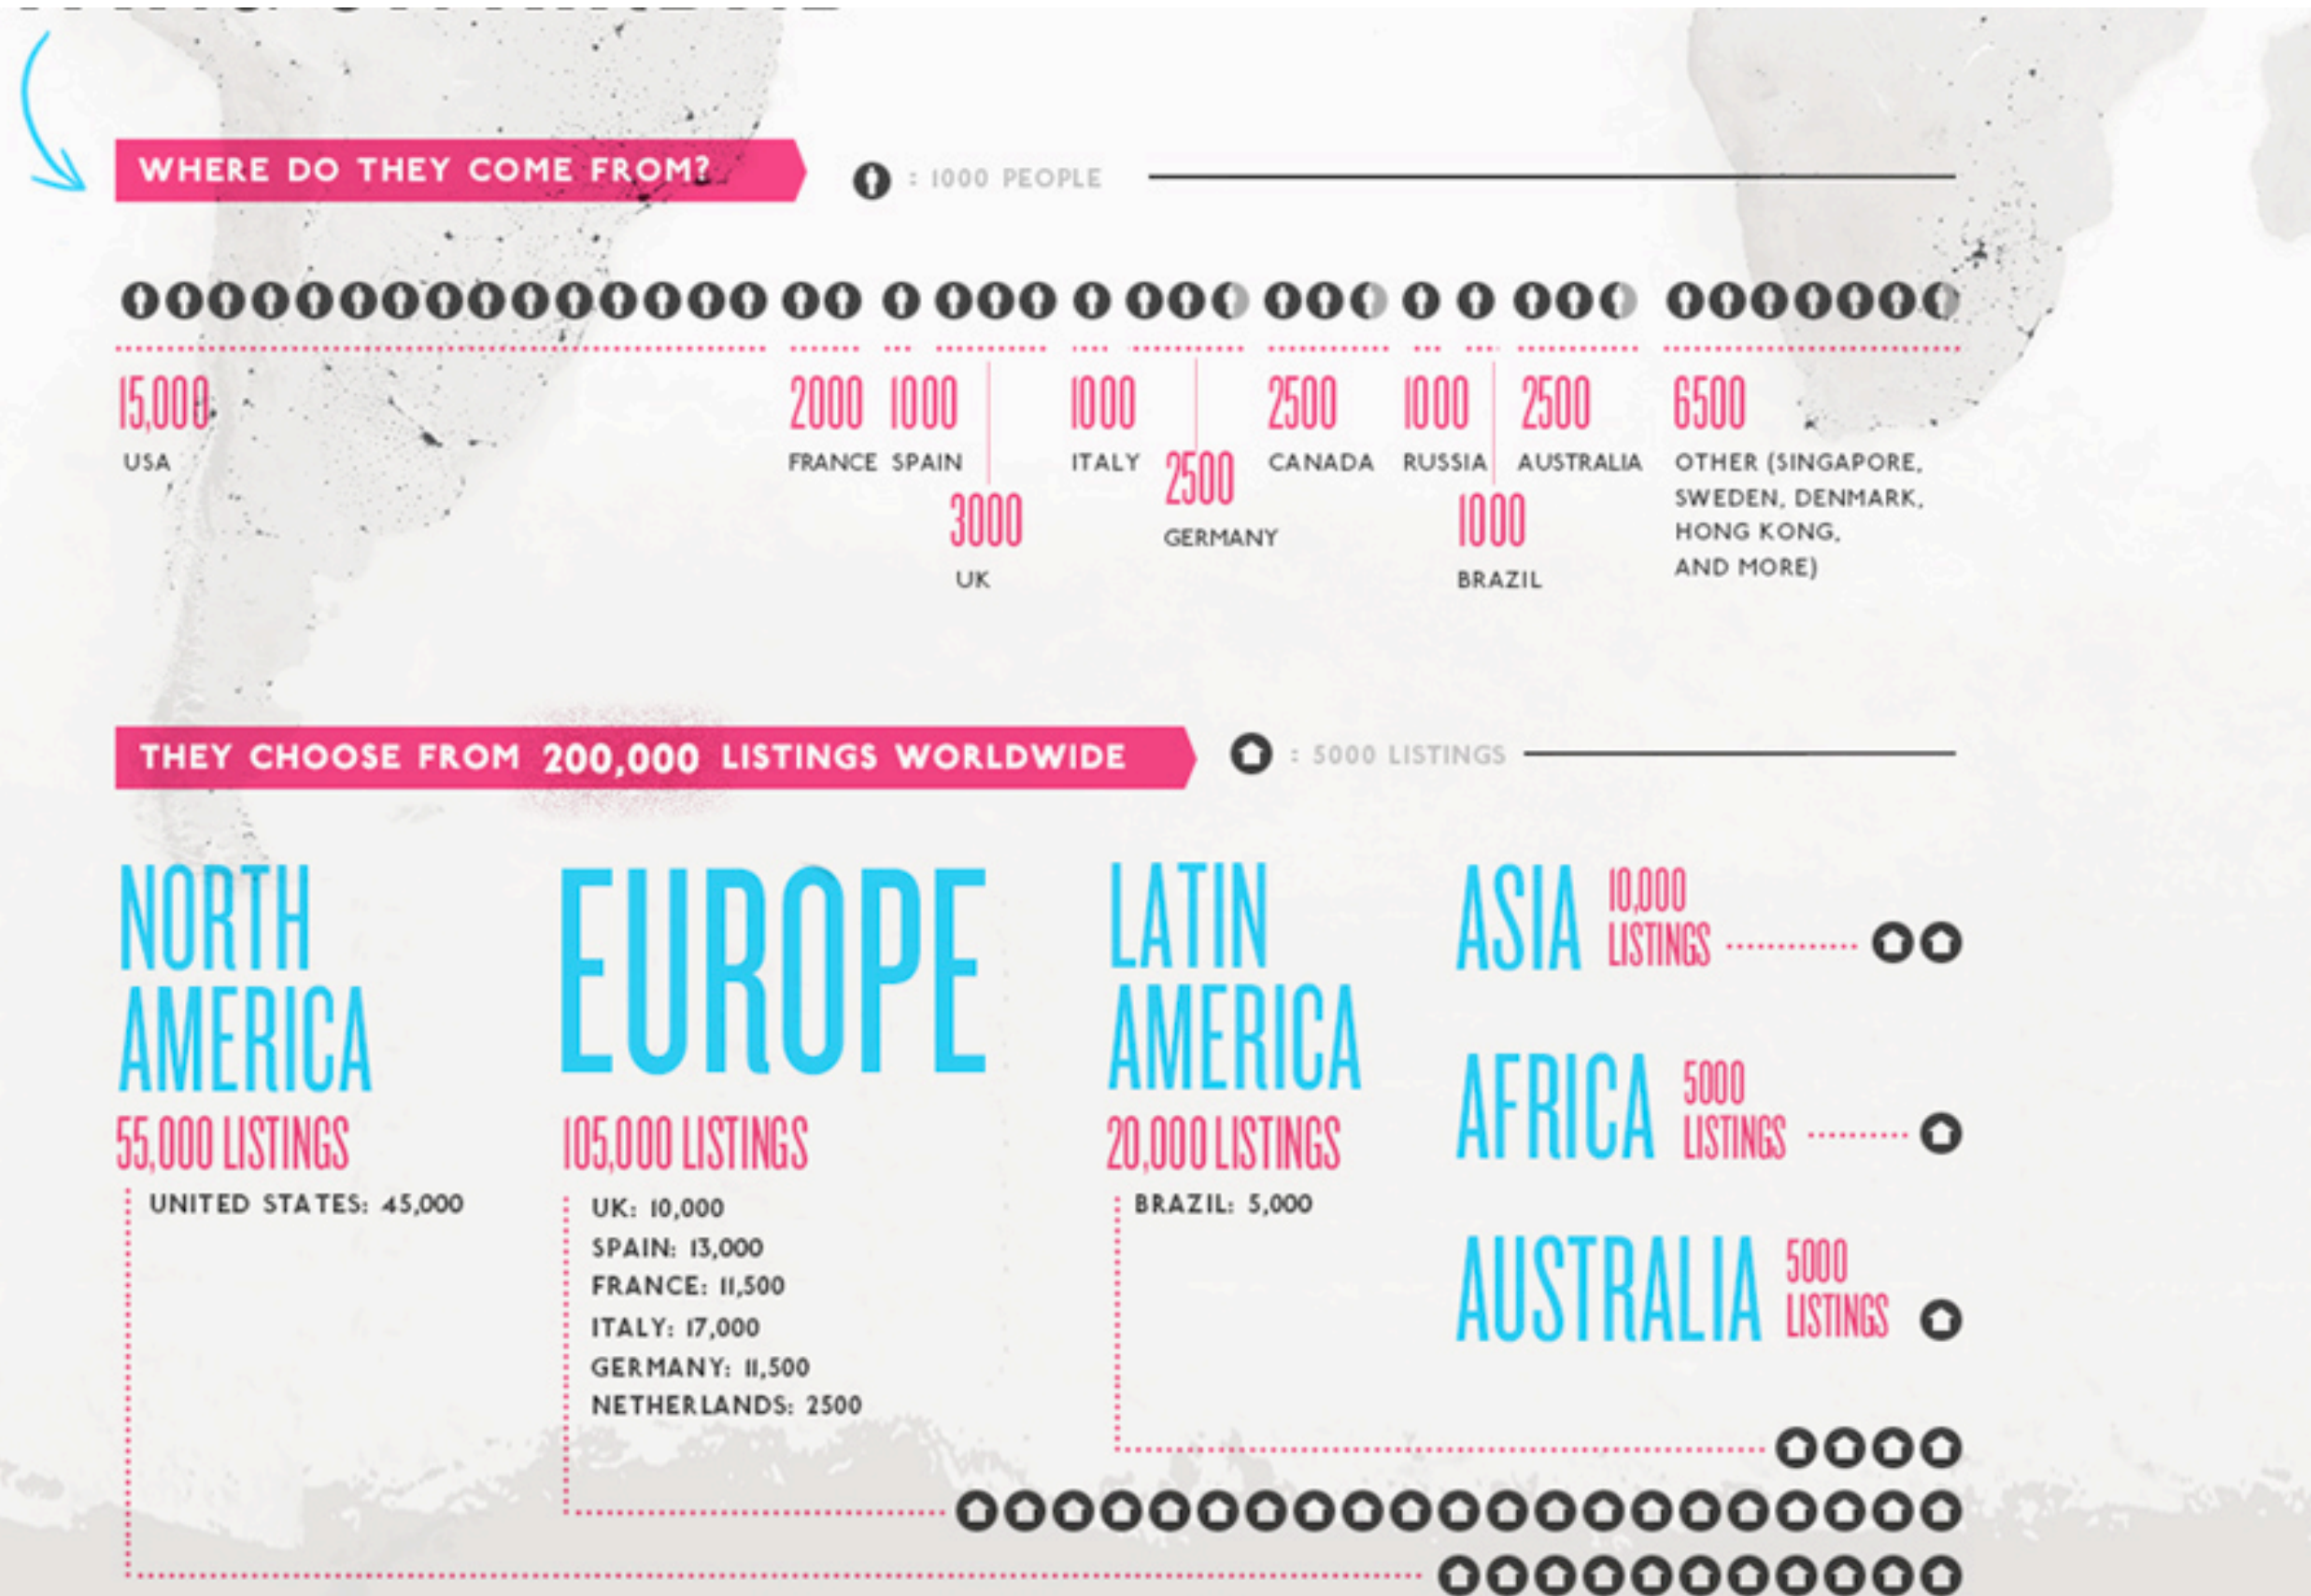 WHERE DO THEY COME FROM?
: 1000 PEOPLE
15,000
USA
2000
FRANCE
1000
SPAIN
3000
UK
1000
ITALY
2500
GERMANY
2500
CANADA
1000
RUSSIA
1000
BRAZIL
2500
AUSTRALIA
6500
OTHER (SINGAPORE,
SWEDEN, DENMARK,
HONG KONG,
AND MORE)
THEY CHOOSE FROM 200,000 LISTINGS WORLDWIDE
: 5000 LISTINGS
NORTH
AMERICA
55,000 LISTINGS
UNITED STATES: 45,000
EUROPE
105,000 LISTINGS
UK: 10,000
SPAIN: 13,000
FRANCE: 11,500
ITALY: 17,000
GERMANY: 11,500
NETHERLANDS: 2500
LATIN
AMERICA
20,000 LISTINGS
BRAZIL: 5,000
ASIA
10,000
LISTINGS
AFRICA
5000
LISTINGS
AUSTRALIA
5000
LISTINGS